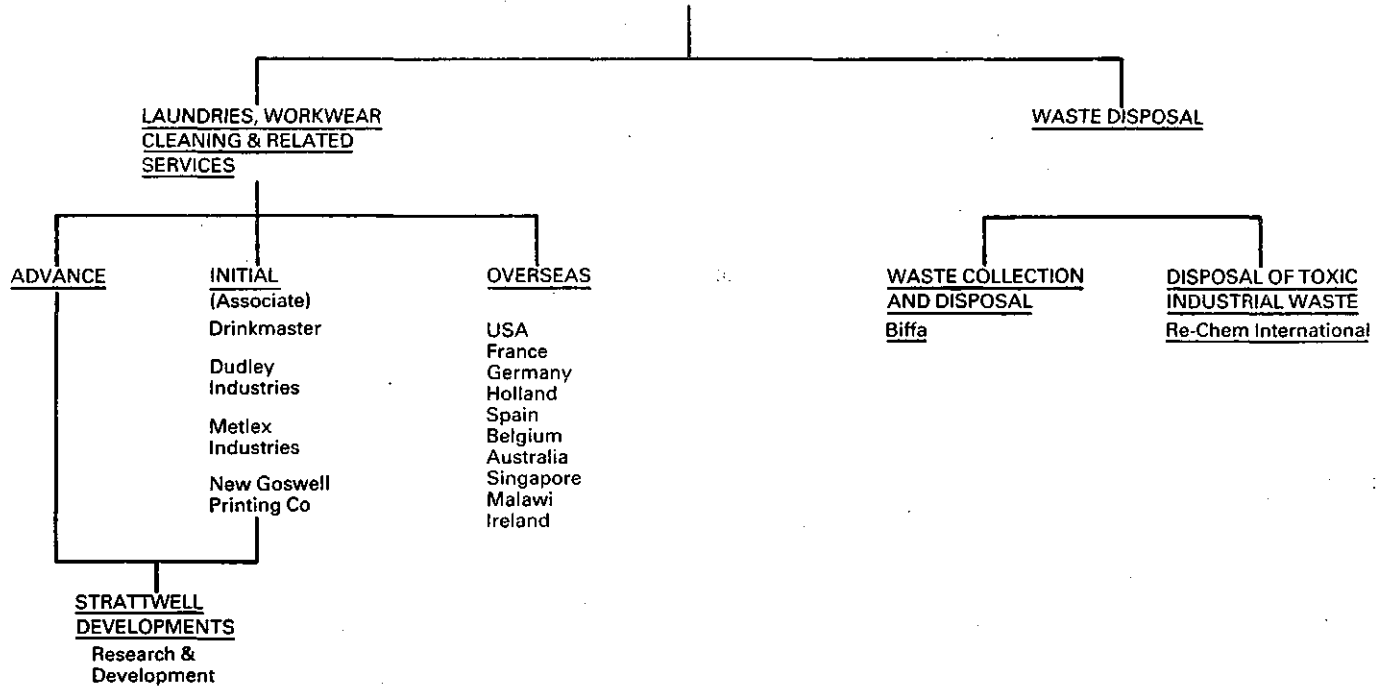 LAUNDRIES, WORKWEAR
CLEANING & RELATED
SERVICES
WASTE DISPOSAL
ADVANCE
INITIAL
(Associate)
Drinkmaster
Dudley
Industries
Metlex
Industries
New Goswell
Printing Co
OVERSEAS
USA
France
Germany
Holland
Spain
Belgium
Australia
Singapore
Malawi
Ireland
WASTE COLLECTION
AND DISPOSAL
Biffa
DISPOSAL OF TOXIC
INDUSTRIAL WASTE
Re-Chem International
STRATTWELL
DEVELOPMENTS
Research &
Development